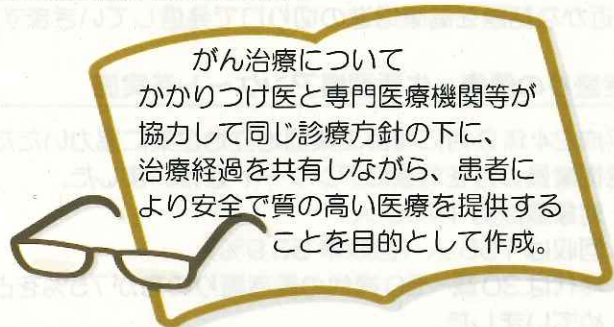 がん治療について
かかりつけ医と専門医療機関等が
協力して同じ診療方針の下に、
治療経過を共有しながら、患者に
より安全で質の高い医療を提供する
ことを目的として作成。